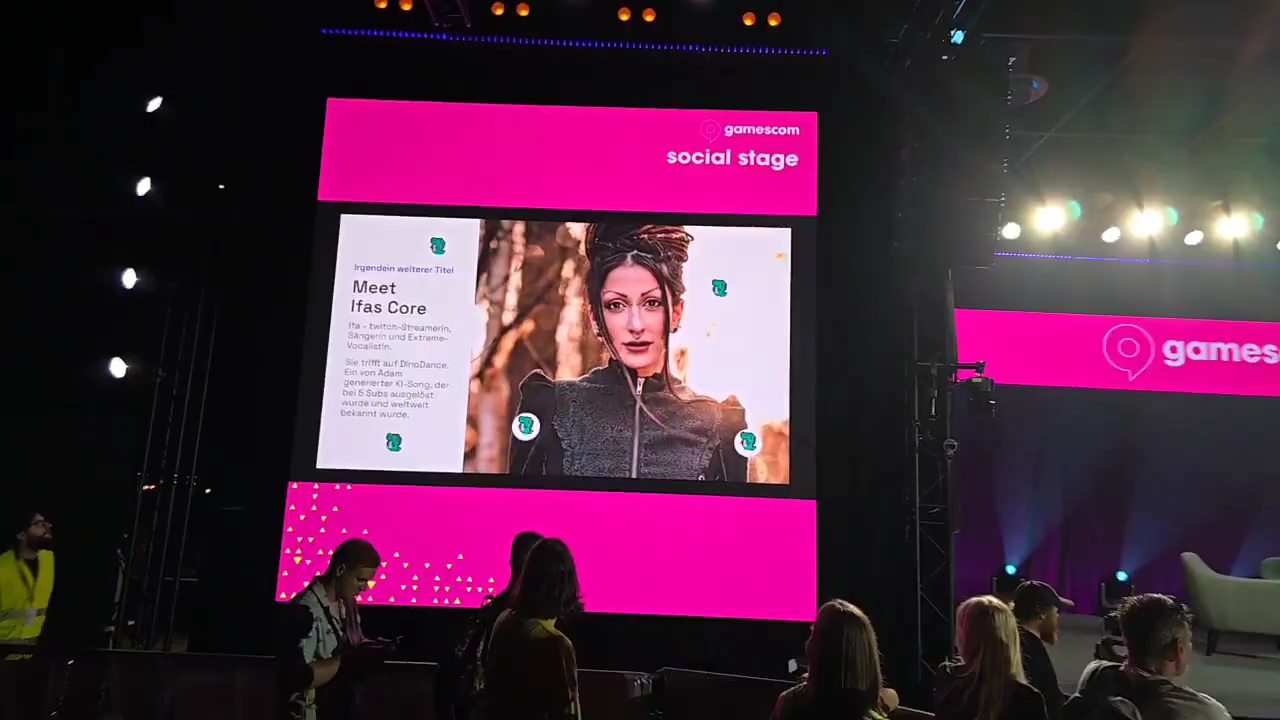 gamescom
social stage
Irgendein weiterer Titel
Meet
Ifas Core
Ifa - twitch-Streamerin,
Sängerin und Extreme-
Vocalistin.
Sie trifft auf DinoDance.
Ein von Adam
generierter KI-Song, der
bei 5 Subs ausgelöst
wurde und weltweit
bekannt wurde.
games